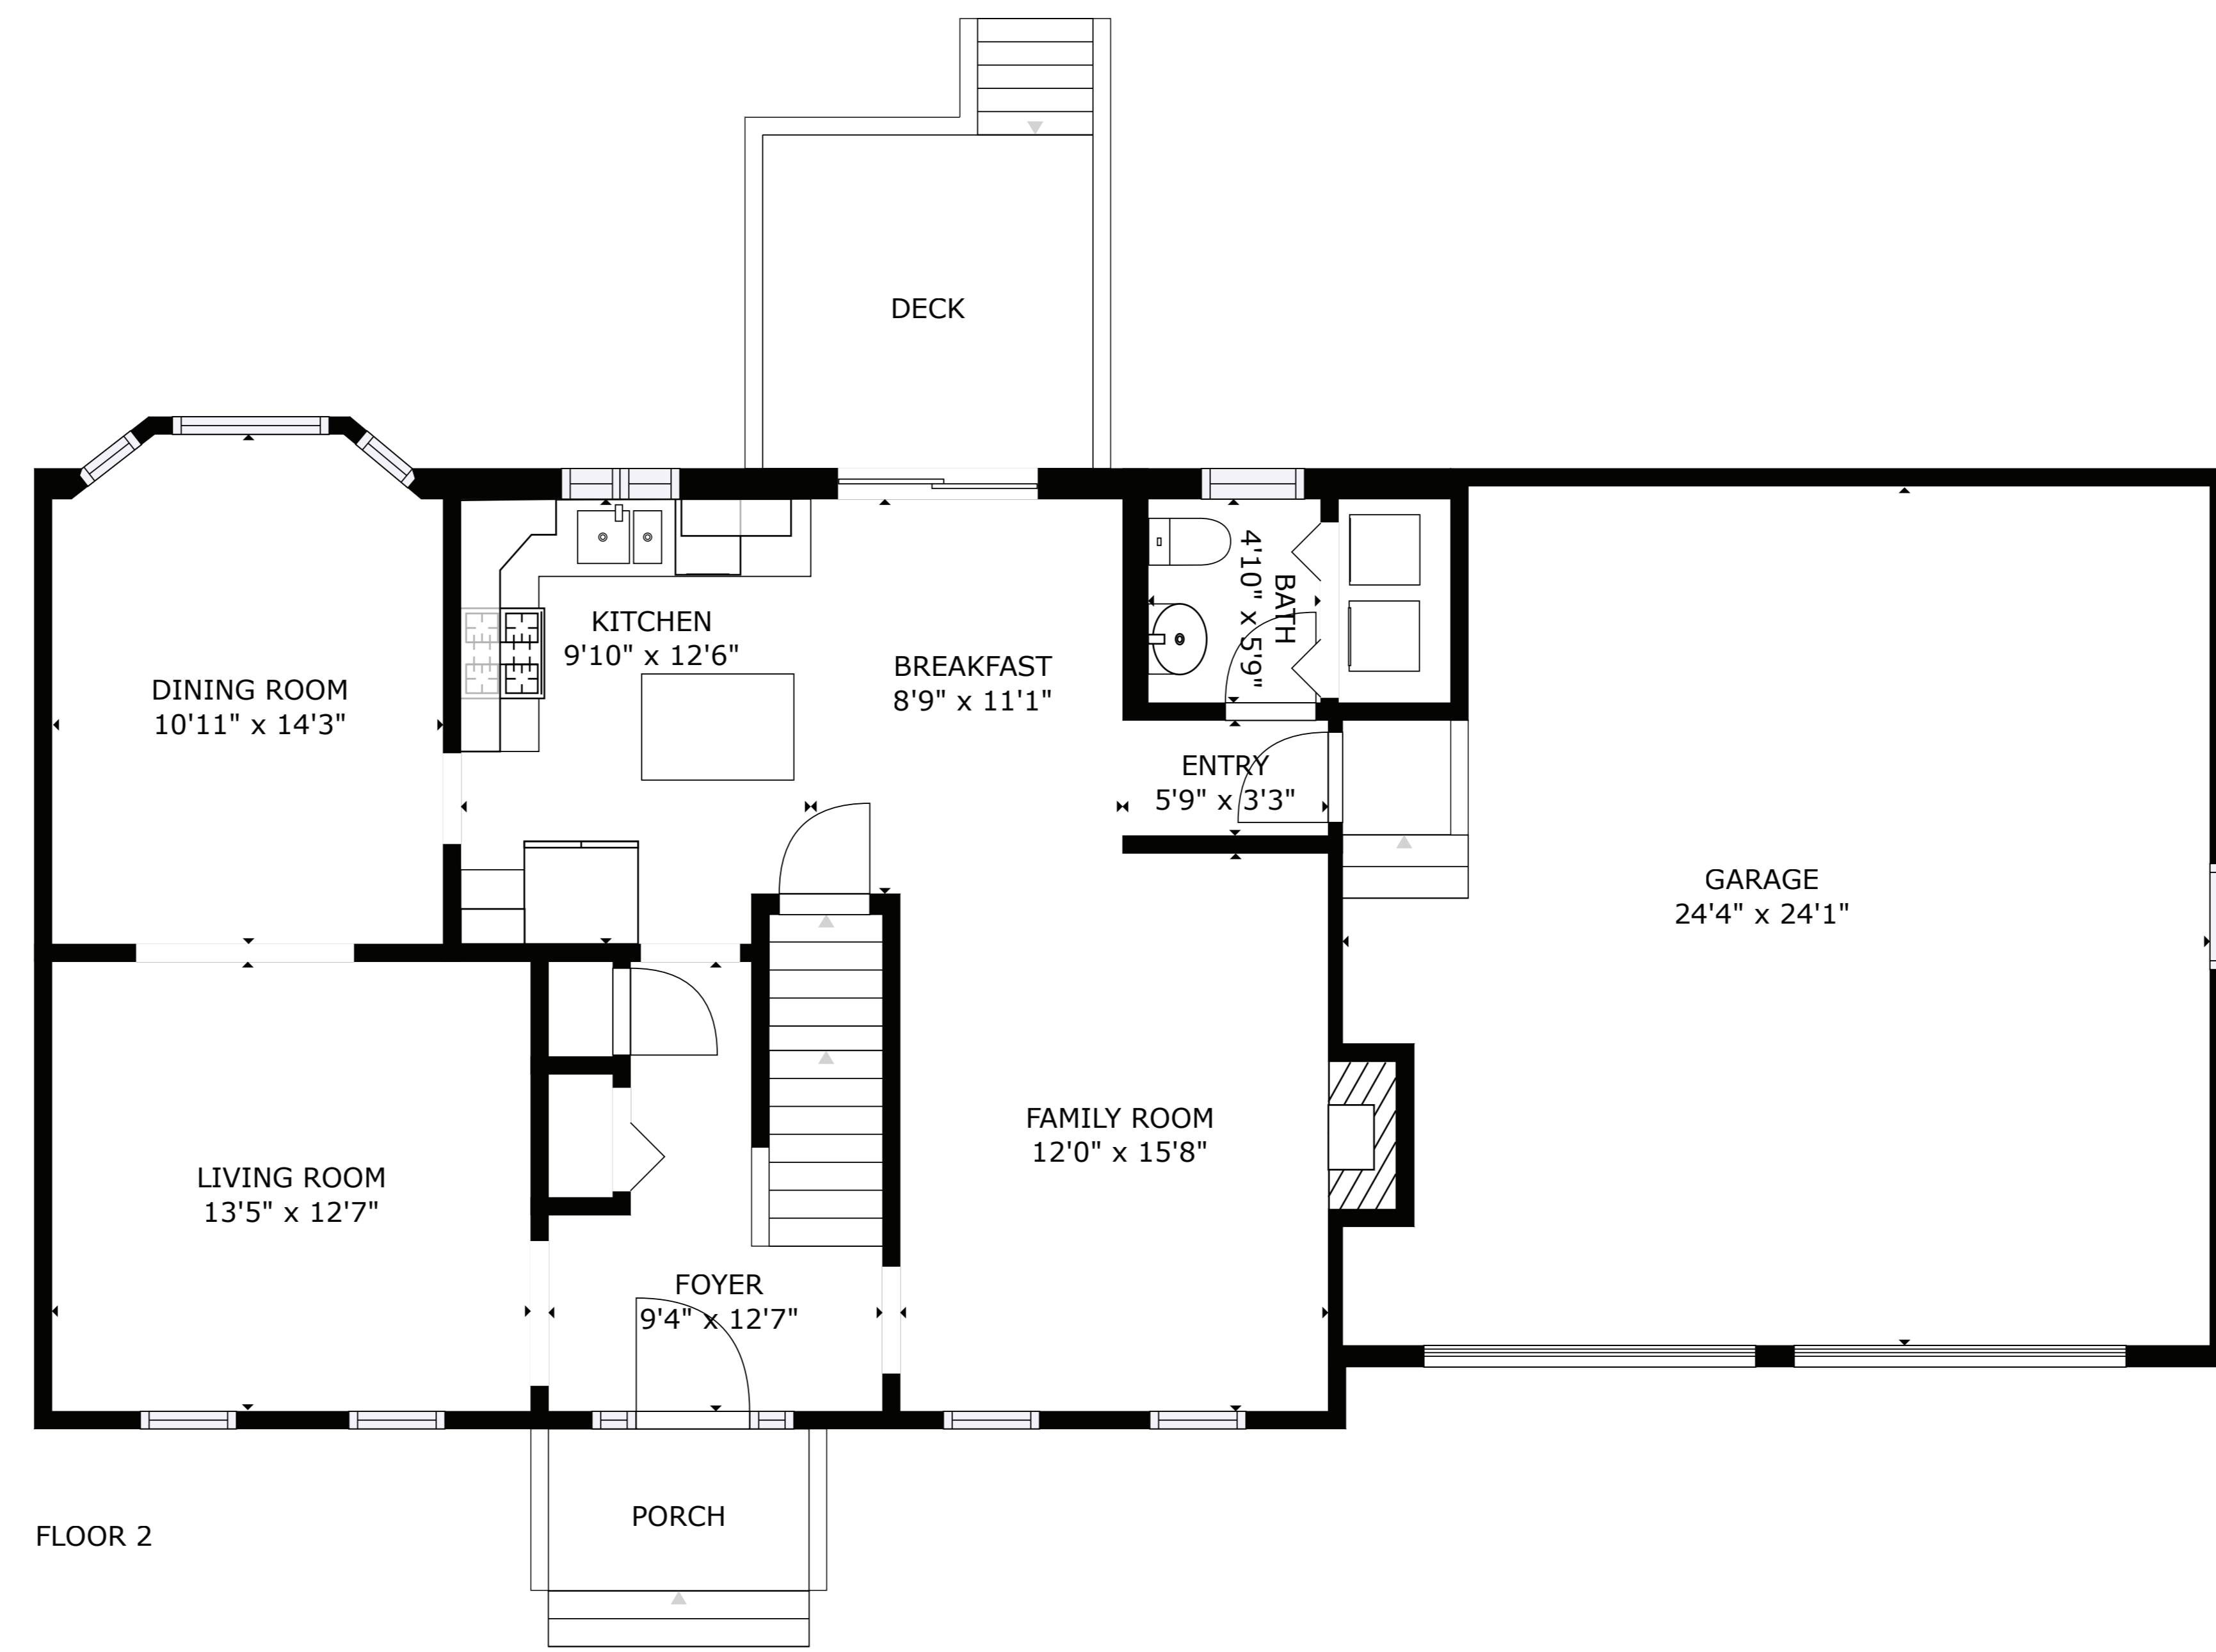 DECK
KITCHEN
9'10" x 12'6"
BREAKFAST
8'9" x 11'1"
BATH
4'10" x 5'9"
DINING ROOM
10'11" x 14'3"
ENTRY
5'9" x 3'3"
GARAGE
24'4" x 24'1"
FAMILY ROOM
12'0" x 15'8"
LIVING ROOM
13'5" x 12'7"
FOYER
9'4" x 12'7"
PORCH
FLOOR 2